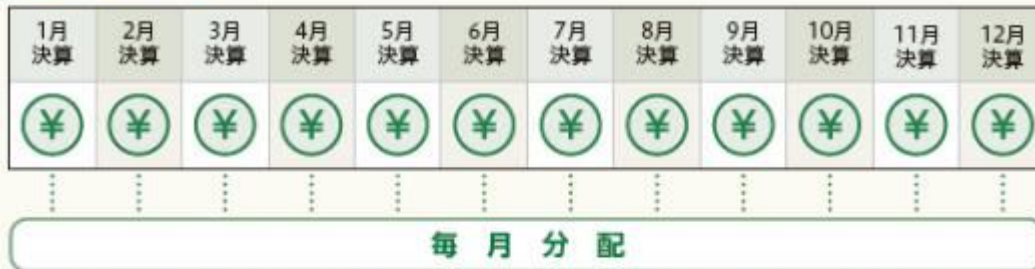 1月 2月 3月 4月 5月 6月 7月 8月 9月 10月 11月 12月
決算 決算 決算 決算 決算 決算 決算 決算 決算 決算 決算 決算
¥ ¥ ¥ ¥ ¥ ¥ ¥ ¥ ¥ ¥ ¥ ¥
毎月分配